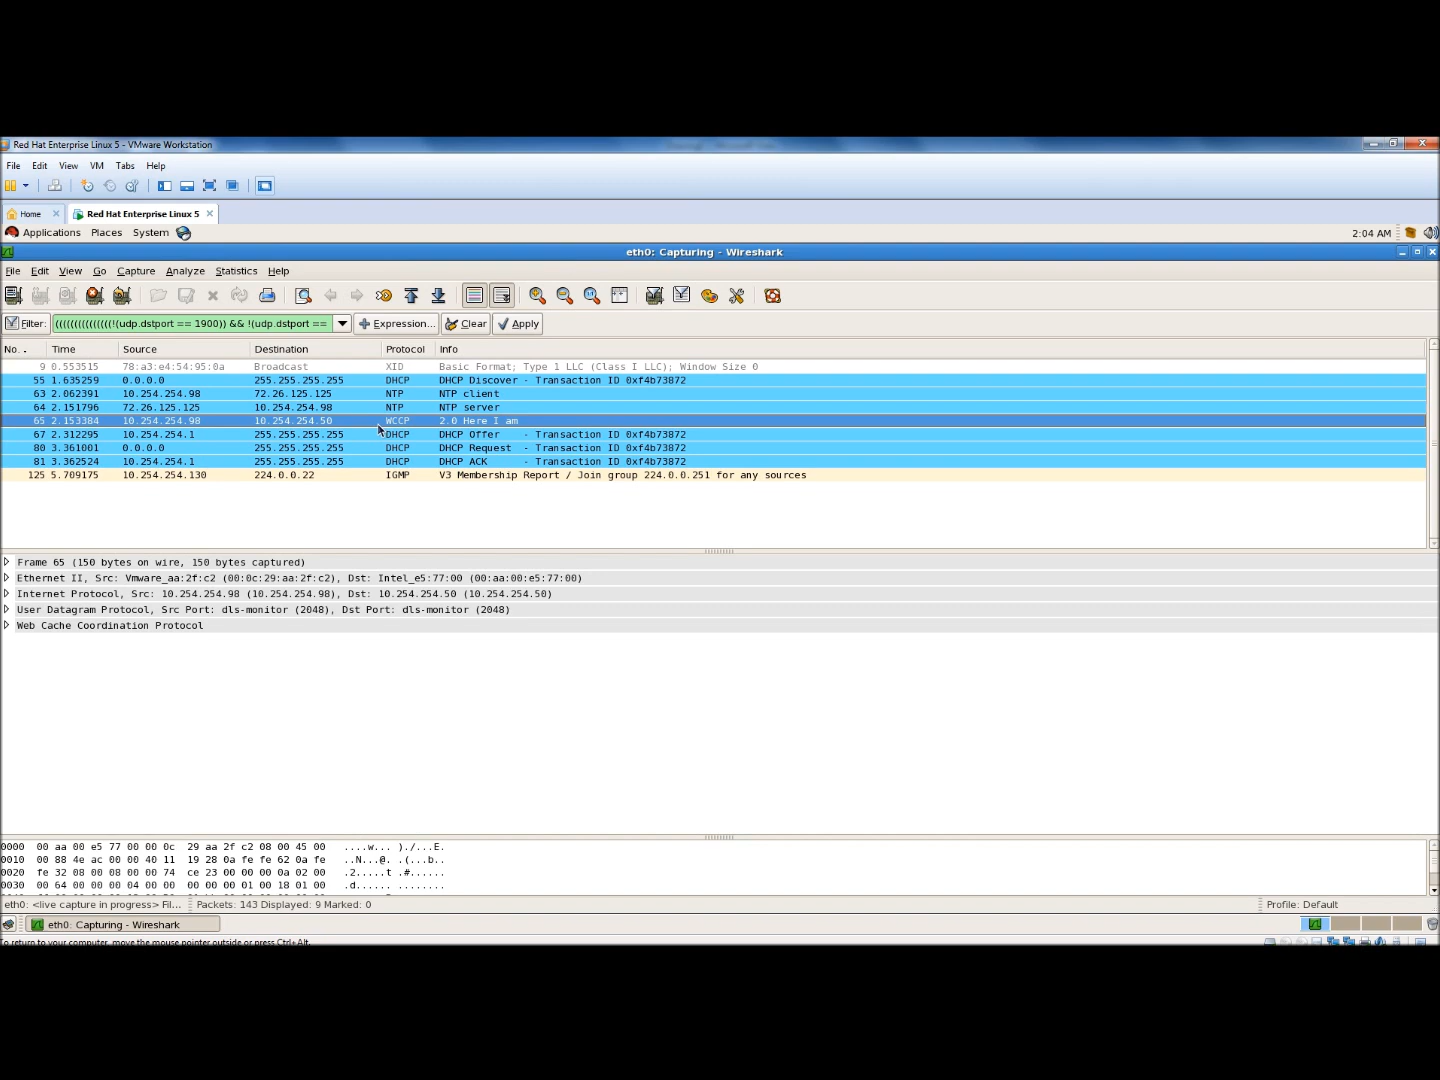 Red Hat Enterprise Linux 5 - VMware Workstation
File Edit View VM Tabs Help
Home Red Hat Enterprise Linux 5
Applications Places System 2:04 AM
eth0: Capturing - Wireshark
File Edit View Go Capture Analyze Statistics Help
Filter: (((((((((((((((!(udp.dstport == 1900)) && !(udp.dstport == Expression... Clear Apply
No. . Time Source Destination Protocol Info
9 0.553515 78:a3:e4:54:95:0a Broadcast XID Basic Format; Type 1 LLC (Class I LLC); Window Size 0
55 1.635259 0.0.0.0 255.255.255.255 DHCP DHCP Discover - Transaction ID 0xf4b73872
63 2.062391 10.254.254.98 72.26.125.125 NTP NTP client
64 2.151796 72.26.125.125 10.254.254.98 NTP NTP server
65 2.153384 10.254.254.98 10.254.254.50 WCCP 2.0 Here I am
67 2.312295 10.254.254.1 255.255.255.255 DHCP DHCP Offer - Transaction ID 0xf4b73872
80 3.361001 0.0.0.0 255.255.255.255 DHCP DHCP Request - Transaction ID 0xf4b73872
81 3.362524 10.254.254.1 255.255.255.255 DHCP DHCP ACK - Transaction ID 0xf4b73872
125 5.709175 10.254.254.130 224.0.0.22 IGMP V3 Membership Report / Join group 224.0.0.251 for any sources
Frame 65 (150 bytes on wire, 150 bytes captured)
Ethernet II, Src: Vmware_aa:2f:c2 (00:0c:29:aa:2f:c2), Dst: Intel_e5:77:00 (00:aa:00:e5:77:00)
Internet Protocol, Src: 10.254.254.98 (10.254.254.98), Dst: 10.254.254.50 (10.254.254.50)
User Datagram Protocol, Src Port: dls-monitor (2048), Dst Port: dls-monitor (2048)
Web Cache Coordination Protocol
0000 00 aa 00 e5 77 00 00 0c 29 aa 2f c2 08 00 45 00 ....w... )./...E.
0010 00 88 4e ac 00 00 40 11 19 28 0a fe fe 62 0a fe ..N...@. .(...b..
0020 fe 32 08 00 08 00 00 74 ce 23 00 00 00 0a 02 00 .2.....t .#......
0030 00 64 00 00 00 04 00 00 00 00 00 01 00 18 01 00 .d...... ........
eth0: <live capture in progress> Fil... Packets: 143 Displayed: 9 Marked: 0 Profile: Default
eth0: Capturing - Wireshark
To return to your computer, move the mouse pointer outside or press Ctrl+Alt.